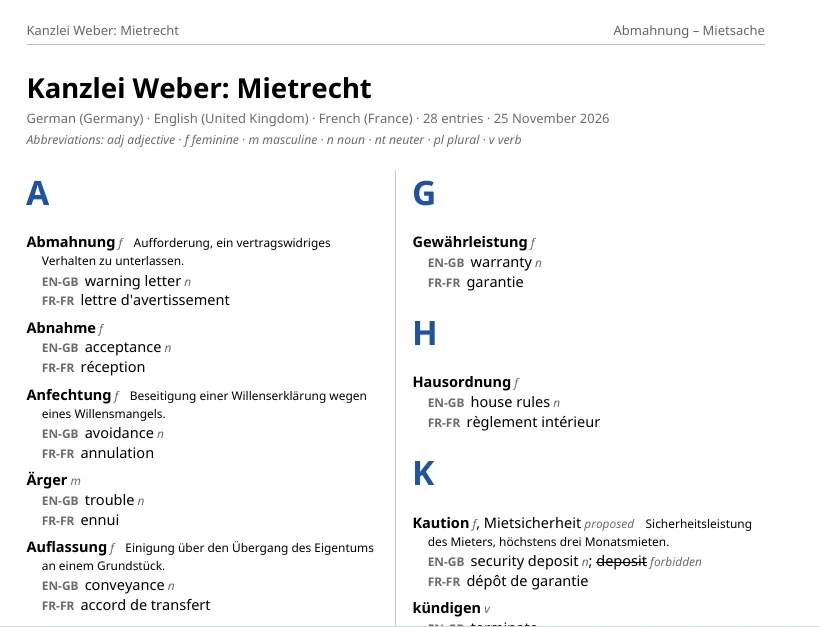 Kanzlei Weber: Mietrecht
Abmahnung – Mietsache
Kanzlei Weber: Mietrecht
German (Germany) · English (United Kingdom) · French (France) · 28 entries · 25 November 2026
Abbreviations: adj adjective · f feminine · m masculine · n noun · nt neuter · pl plural · v verb
A
Abmahnung f Aufforderung, ein vertragswidriges
Verhalten zu unterlassen.
EN-GB warning letter n
FR-FR lettre d'avertissement
Abnahme f
EN-GB acceptance n
FR-FR réception
Anfechtung f Beseitigung einer Willenserklärung wegen
eines Willensmangels.
EN-GB avoidance n
FR-FR annulation
Ärger m
EN-GB trouble n
FR-FR ennui
Auflassung f Einigung über den Übergang des Eigentums
an einem Grundstück.
EN-GB conveyance n
FR-FR accord de transfert
G
Gewährleistung f
EN-GB warranty n
FR-FR garantie
H
Hausordnung f
EN-GB house rules n
FR-FR règlement intérieur
K
Kaution f, Mietsicherheit proposed Sicherheitsleistung
des Mieters, höchstens drei Monatsmieten.
EN-GB security deposit n; deposit forbidden
FR-FR dépôt de garantie
kündigen v